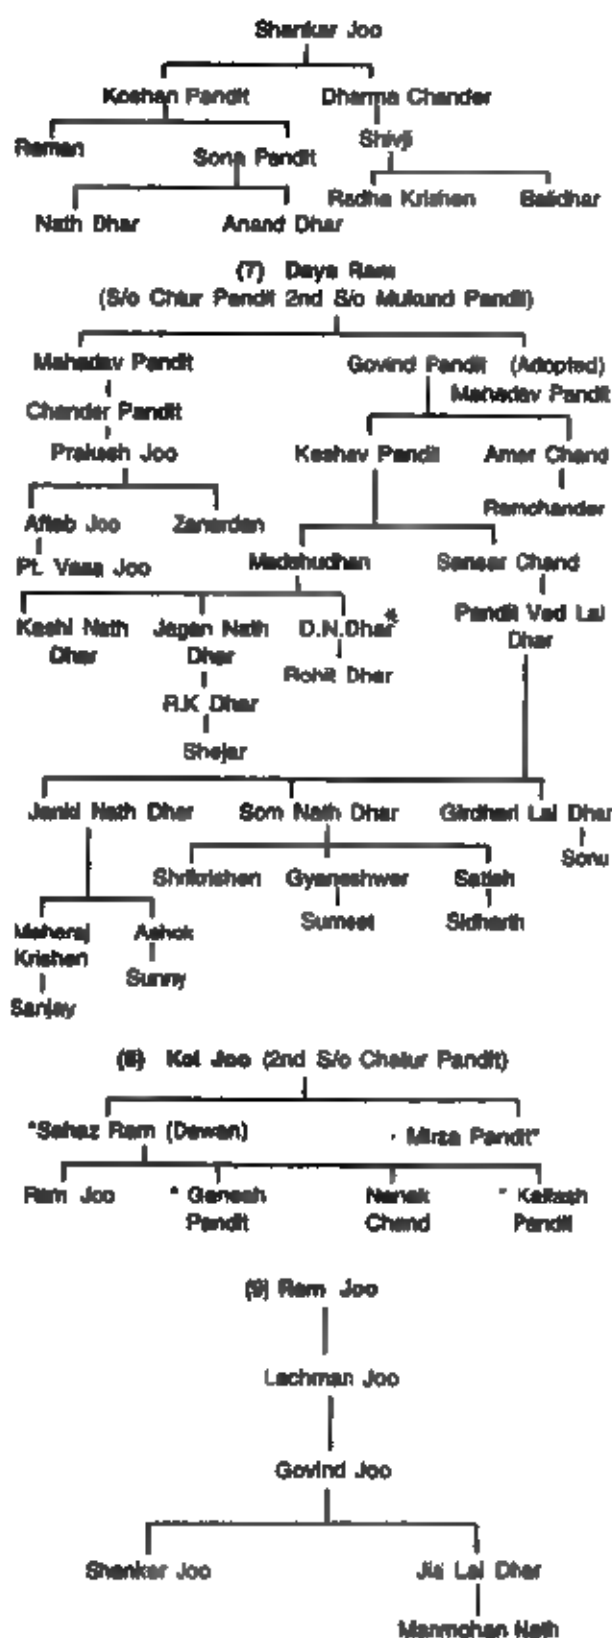 Shankar Joo
Koshan Pandit Dharma Chander
Raman Shivji
Sona Pandit
Radha Krishen Balidhar
Nath Dhar Anand Dhar
(7) Daya Ram
(S/o Chiur Pandit 2nd S/o Mukund Pandit)
Mahadav Pandit Govind Pandit (Adopted)
Mahadav Pandit
Chander Pandit
Prakash Joo Keshav Pandit Amar Chand
Ramchander
Aftab Joo Zanardan
Madshudhan Sansar Chand
Pt. Vasa Joo
Pandit Ved Lal
Dhar
Kashi Nath Jagan Nath D.N.Dhar*
Dhar Dhar
Rohit Dhar
R.K Dhar
Shejar
Janki Nath Dhar Som Nath Dhar Girdhari Lal Dhar
Sonu
Shrikrishen Gyaneshwer Satish
Sumeet Sidharth
Maharaj Ashok
Krishen
Sunny
Sanjay
(8) Kol Joo (2nd S/o Chaiur Pandit)
*Sahaz Ram (Dewan) Mirza Pandit*
Ram Joo * Ganesh Nanak * Kailash
Pandit Chand Pandit
(9) Ram Joo
Lachman Joo
Govind Joo
Shanker Joo Jia Lal Dhar
Manmohan Nath